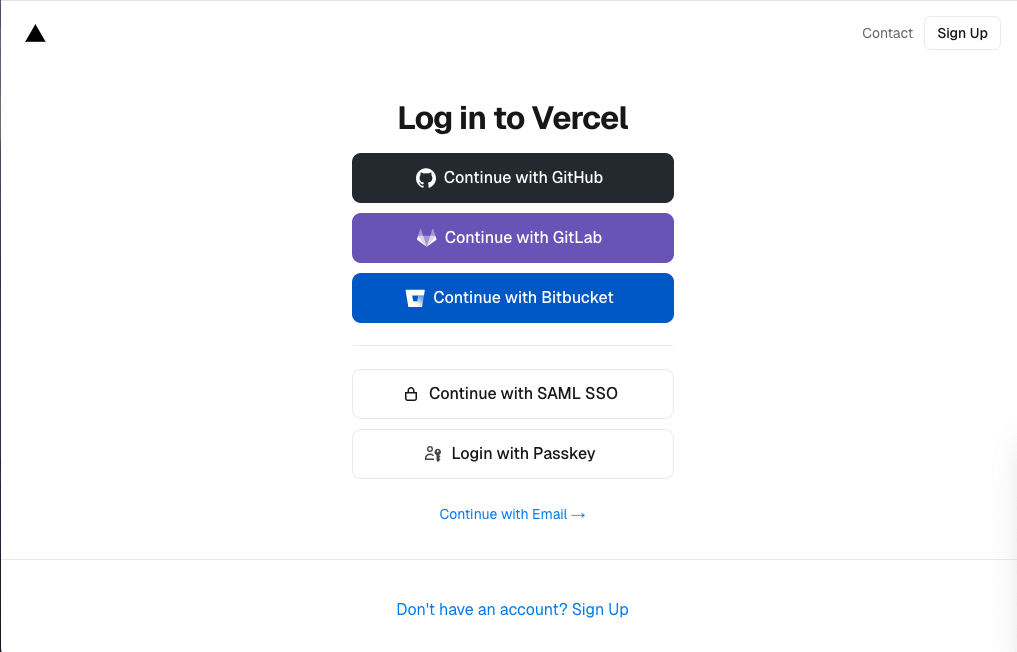 Contact
Sign Up
Log in to Vercel
Continue with GitHub
Continue with GitLab
Continue with Bitbucket
Continue with SAML SSO
Login with Passkey
Continue with Email →
Don't have an account? Sign Up